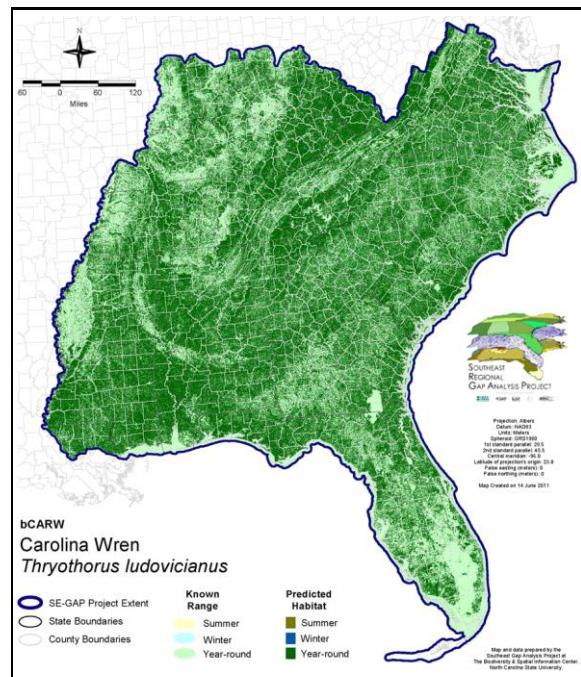 N
60 30 0 60 120
Miles
SOUTHEAST
REGIONAL
GAP ANALYSIS PROJECT
Projection: Albers
Datum: NAD83
Units: Meters
Spheroid: GRS1980
1st standard parallel: 29.5
2nd standard parallel: 45.5
Central meridian: -96.0
Latitude of projection's origin: 23.0
False easting (meters): 0
False northing (meters): 0
Map Created on 14 June 2011
bCARW
Carolina Wren
Thryothorus ludovicianus
SE-GAP Project Extent
State Boundaries
County Boundaries
Known
Range
Summer
Winter
Year-round
Predicted
Habitat
Summer
Winter
Year-round
Map and data prepared by the
Southeast Gap Analysis Project at
The Biodiversity & Spatial Information Center,
North Carolina State University.